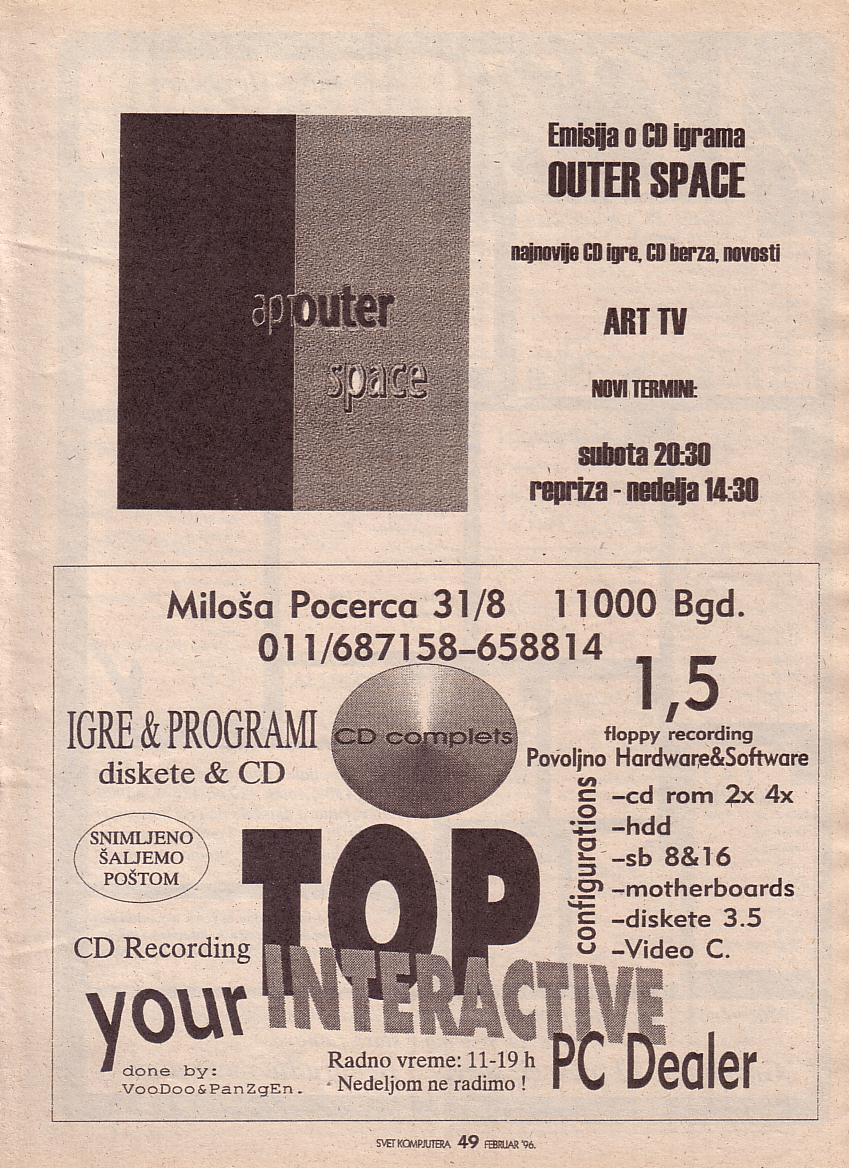 apr outer
space
Emisija o CD igrama
OUTER SPACE
najnovije CD igre, CD berza, novosti
ART TV
NOVI TERMINI:
subota 20:30
repriza - nedelja 14:30
Miloša Pocerca 31/8 11000 Bgd.
011/687158-658814
IGRE & PROGRAMI
diskete & CD
CD complets
1,5
floppy recording
Povoljno Hardware&Software
configurations
-cd rom 2x 4x
-hdd
-sb 8&16
-motherboards
-diskete 3.5
-Video C.
SNIMLJENO
ŠALJEMO
POŠTOM
CD Recording
TOP
your INTERACTIVE
PC Dealer
done by:
VooDoo&PanZgEn.
Radno vreme: 11-19 h
Nedeljom ne radimo !
SVET KOMPJUTERA 49 FEBRUAR '96.